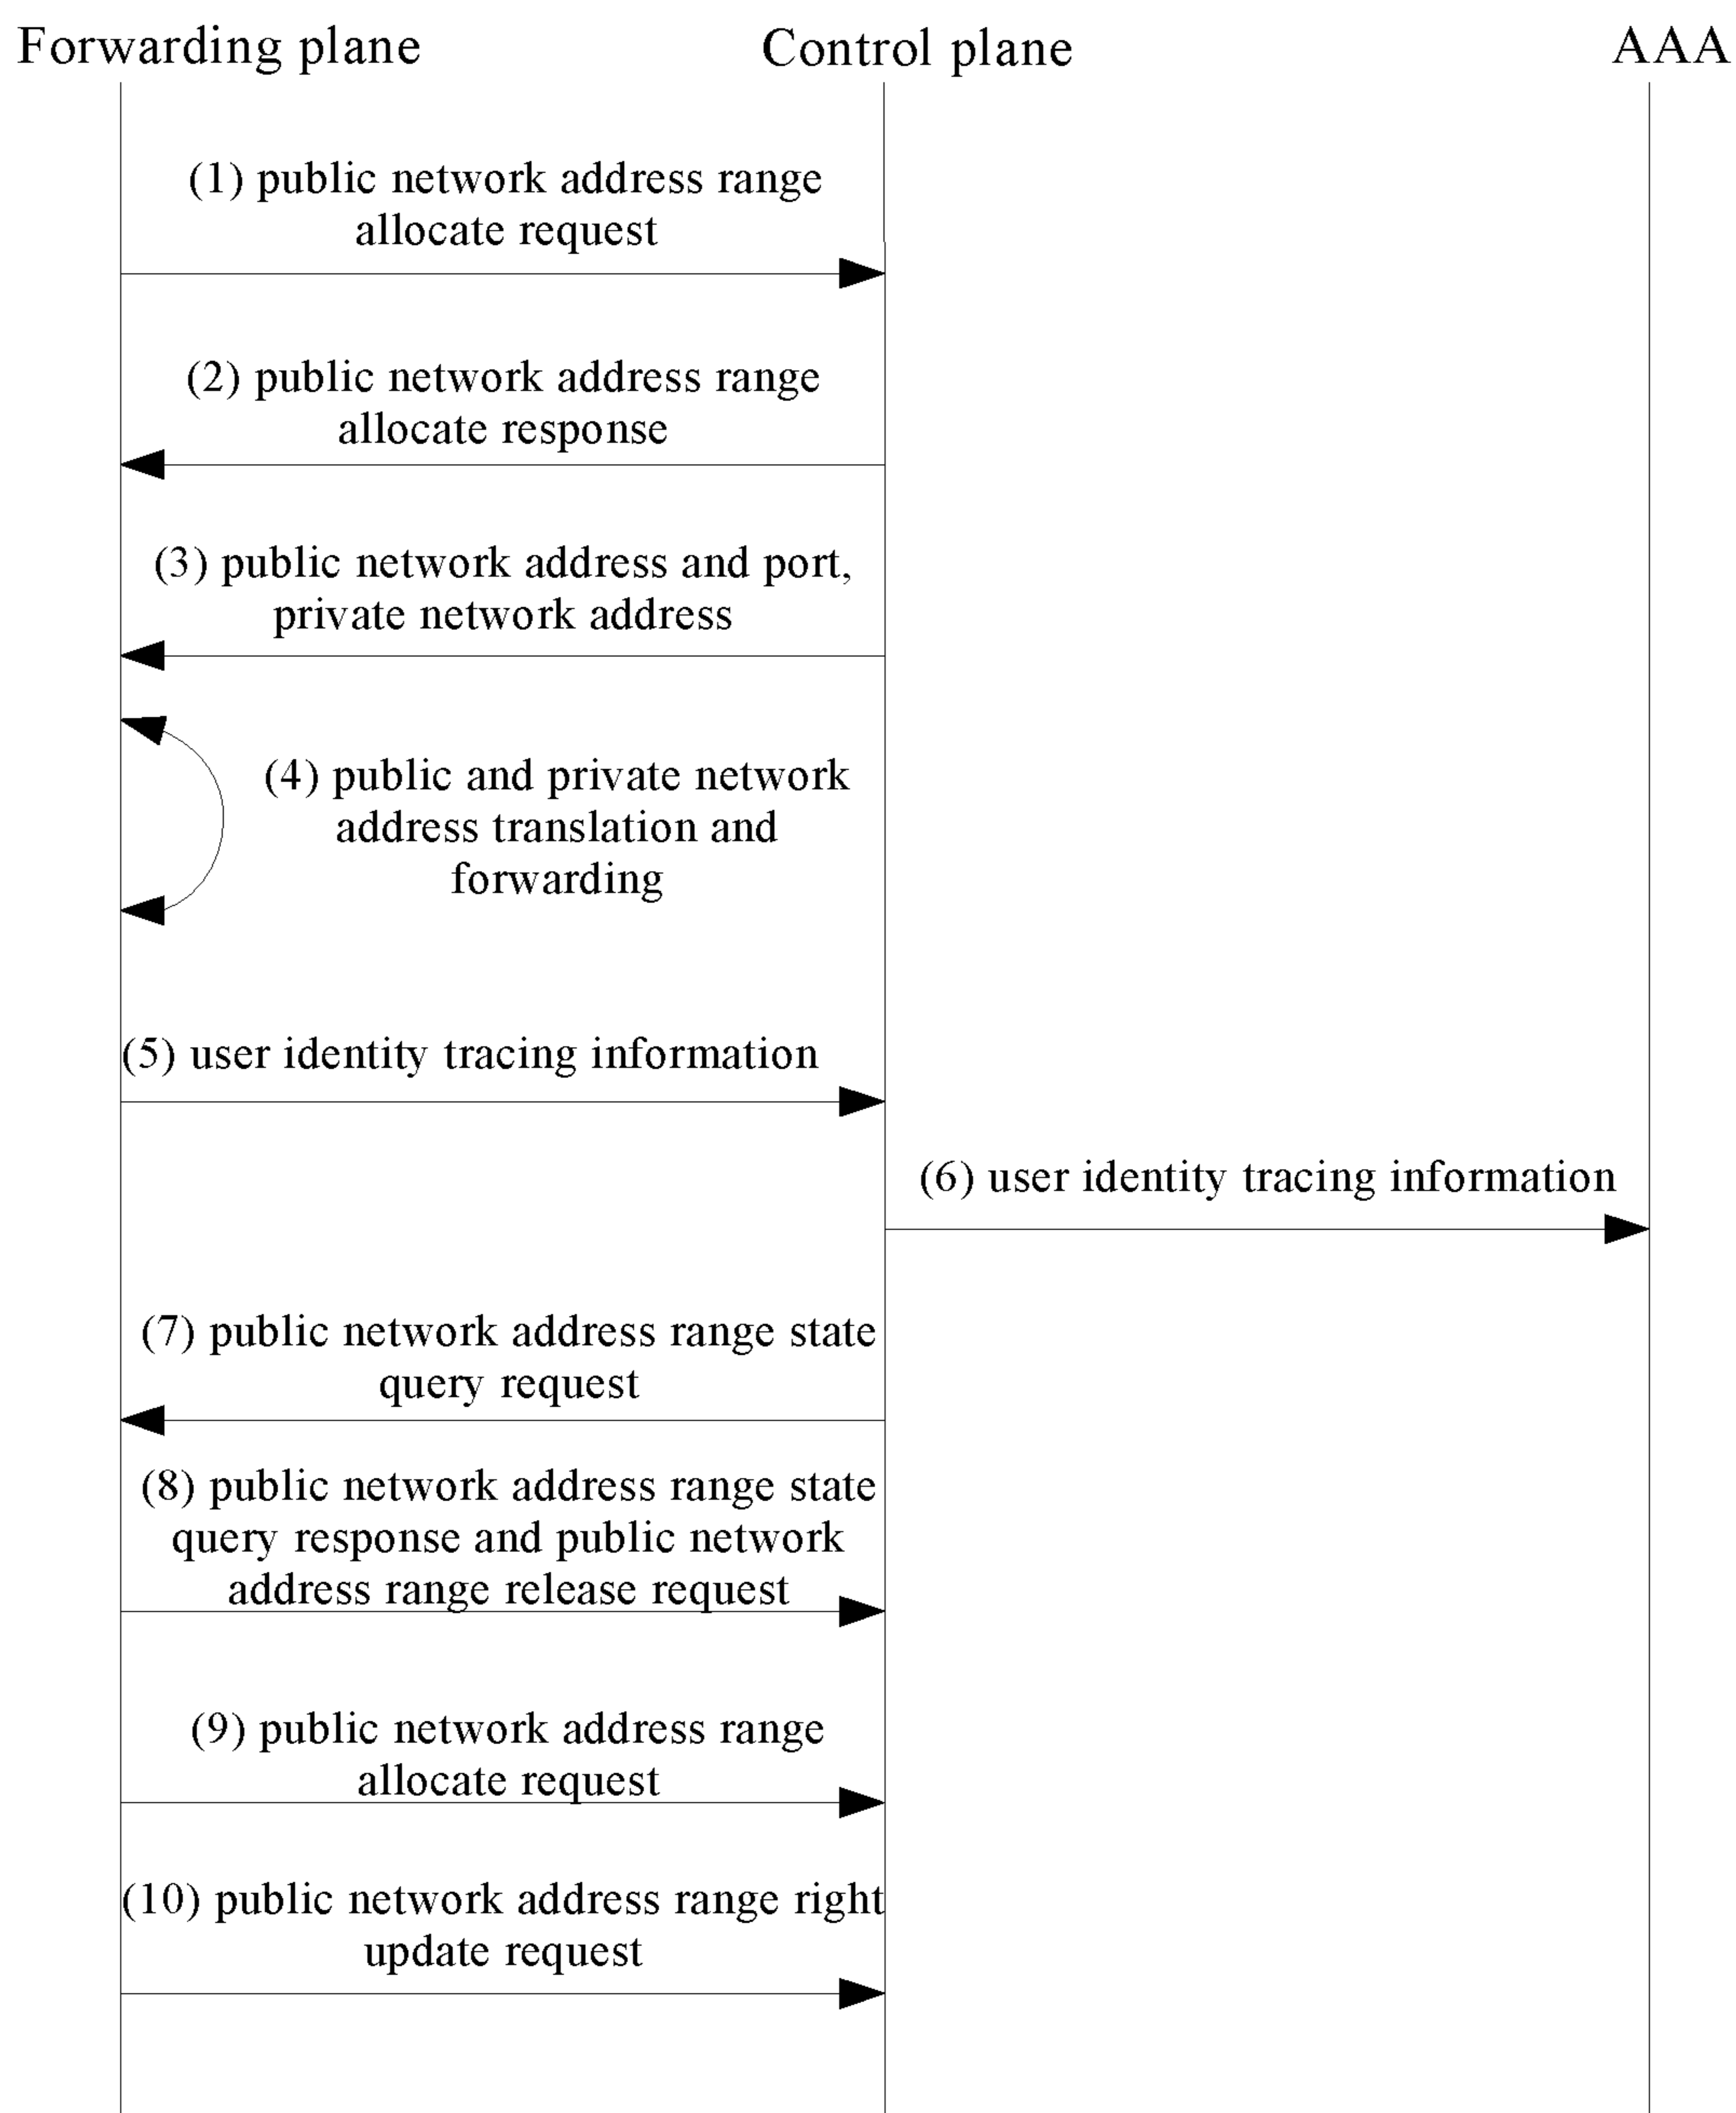 Forwarding plane
Control plane
AAA
(1) public network address range
allocate request
(2) public network address range
allocate response
(3) public network address and port,
private network address
(4) public and private network
address translation and
forwarding
(5) user identity tracing information
(6) user identity tracing information
(7) public network address range state
query request
(8) public network address range state
query response and public network
address range release request
(9) public network address range
allocate request
(10) public network address range right
update request